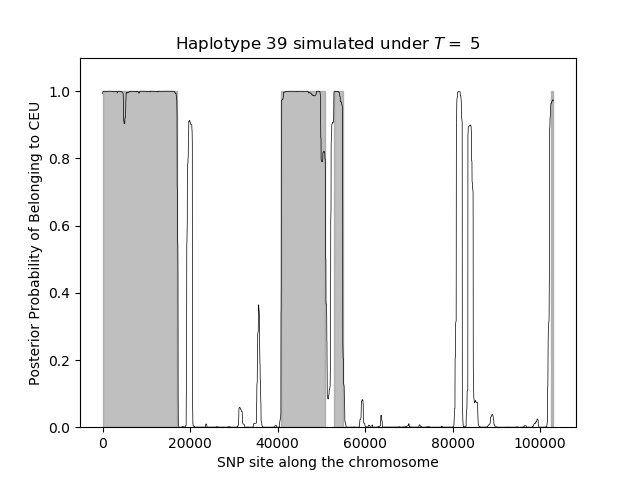 Haplotype 39 simulated under T = 5
Posterior Probability of Belonging to CEU
1.0
0.8
0.6
0.4
0.2
0.0
0 20000 40000 60000 80000 100000
SNP site along the chromosome